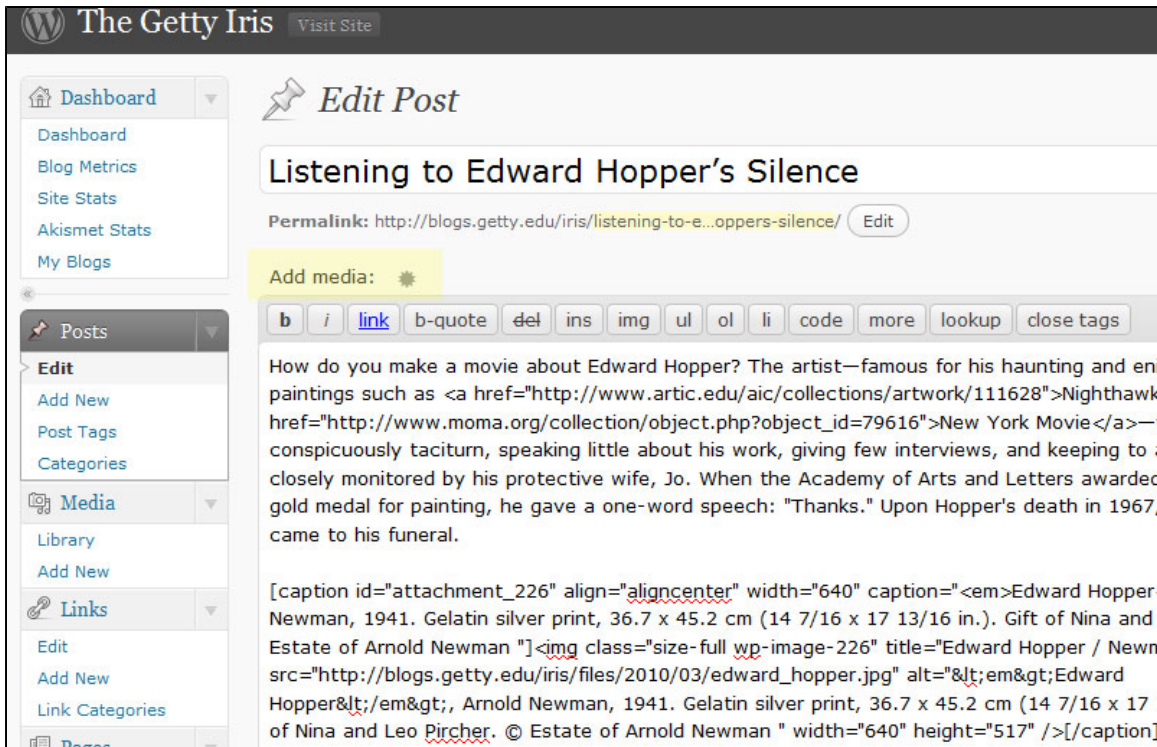 The Getty Iris Visit Site
Dashboard
Dashboard
Blog Metrics
Site Stats
Akismet Stats
My Blogs
Posts
Edit
Add New
Post Tags
Categories
Media
Library
Add New
Links
Edit
Add New
Link Categories
Pages
Edit Post
Listening to Edward Hopper’s Silence
Permalink: http://blogs.getty.edu/iris/listening-to-e…oppers-silence/ Edit
Add media:
b i link b-quote del ins img ul ol li code more lookup close tags
How do you make a movie about Edward Hopper? The artist—famous for his haunting and
paintings such as <a href="http://www.artic.edu/aic/collections/artwork/111628">Nighthawk
href="http://www.moma.org/collection/object.php?object_id=79616">New York Movie</a>—
conspicuously taciturn, speaking little about his work, giving few interviews, and keeping to
closely monitored by his protective wife, Jo. When the Academy of Arts and Letters awarded
gold medal for painting, he gave a one-word speech: "Thanks." Upon Hopper's death in 1967,
came to his funeral.
[caption id="attachment_226" align="aligncenter" width="640" caption="<em>Edward Hopper
Newman, 1941. Gelatin silver print, 36.7 x 45.2 cm (14 7/16 x 17 13/16 in.). Gift of Nina and
Estate of Arnold Newman "]<img class="size-full wp-image-226" title="Edward Hopper / Newm
src="http://blogs.getty.edu/iris/files/2010/03/edward_hopper.jpg" alt="&lt;em&gt;Edward
Hopper&lt;/em&gt;, Arnold Newman, 1941. Gelatin silver print, 36.7 x 45.2 cm (14 7/16 x 17
of Nina and Leo Pircher. © Estate of Arnold Newman " width="640" height="517" />[/caption]